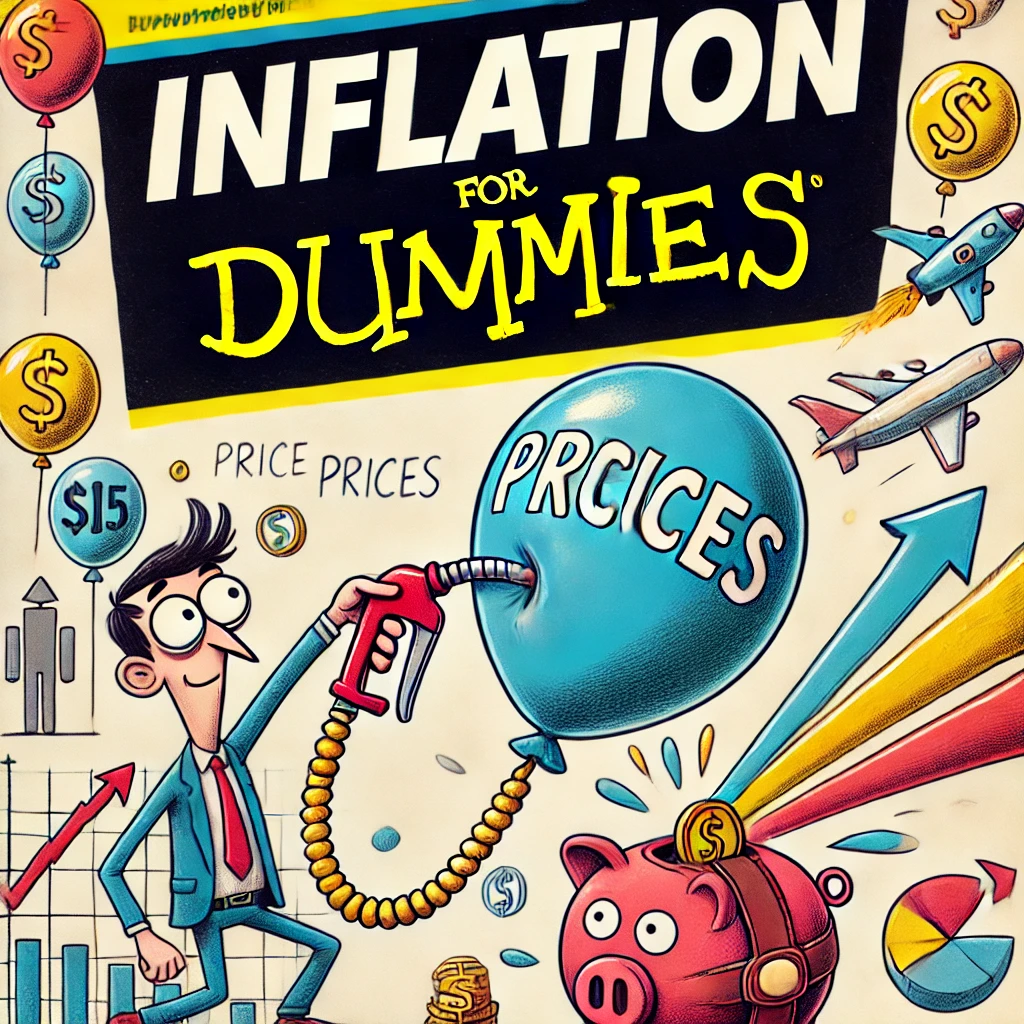 INFLATION
FOR
DUMMIES
$
$
$
$
$15
PRICE PRICES
$
PRCICES
$
$
$